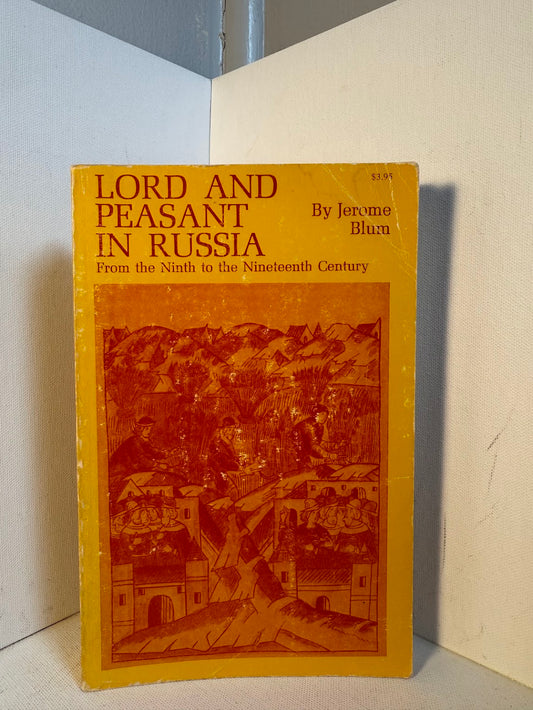 $3.95
LORD AND
PEASANT
IN RUSSIA
By Jerome
Blum
From the Ninth to the Nineteenth Century